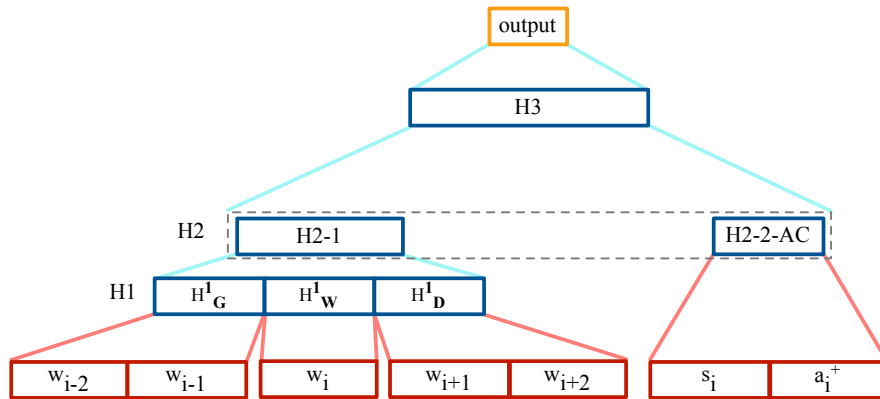 output
H3
H2 H2-1 H2-2-AC
H1 H¹G H¹W H¹D
wi-2 wi-1 wi wi+1 wi+2 si ai+